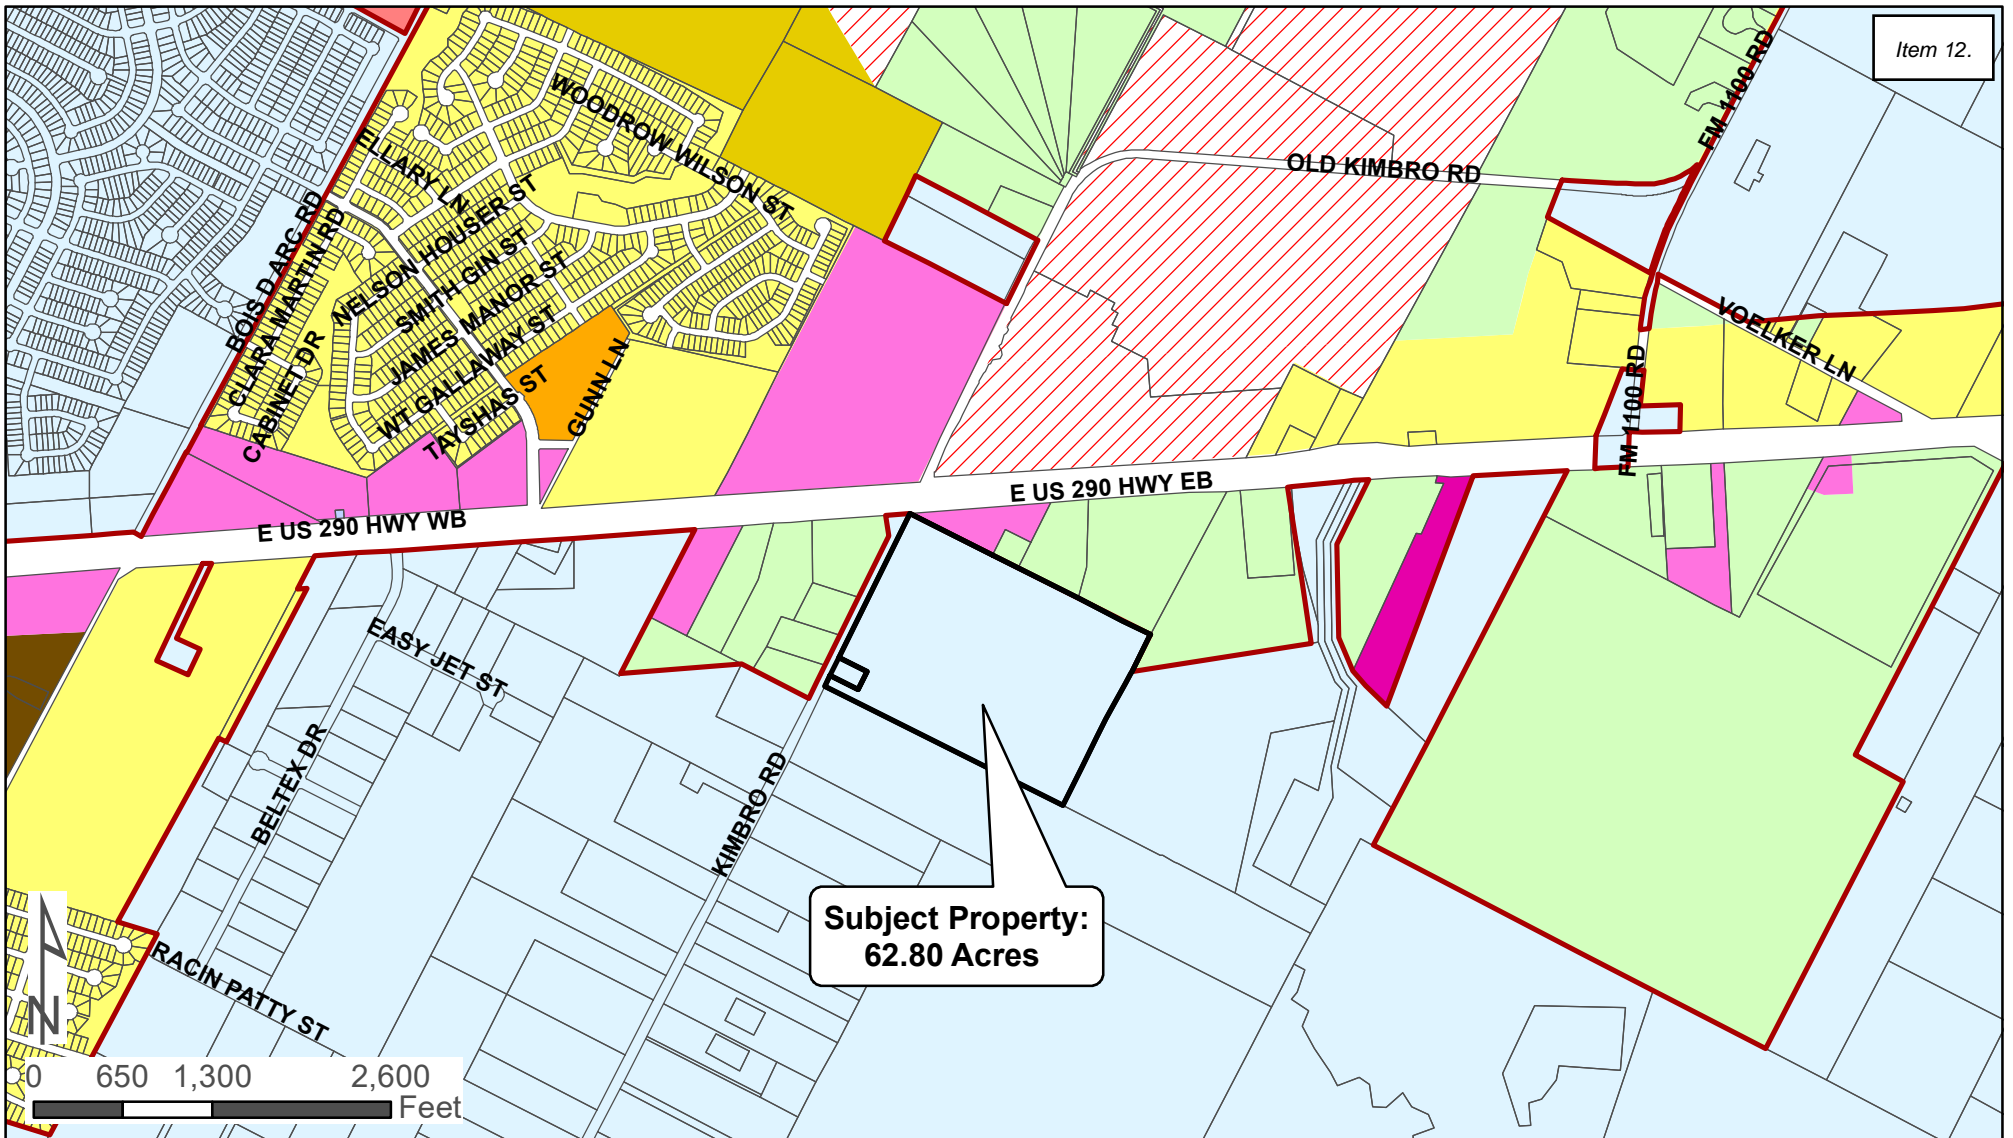 Item 12.
WOODROW WILSON ST
ELLARY LN
FM 1100 RD
OLD KIMBRO RD
BOIS D ARC RD
CLARA MARTIN RD
NELSON HOUSER ST
SMITH GIN ST
JAMES MANOR ST
WT GALLAWAY ST
TAYSHAS ST
CABINET DR
GUNN LN
VOELKER LN
FM 1100 RD
E US 290 HWY EB
E US 290 HWY WB
EASY JET ST
BELTEX DR
KIMBRO RD
Subject Property:
62.80 Acres
RACIN PATTY ST
N
0 650 1,300 2,600
Feet